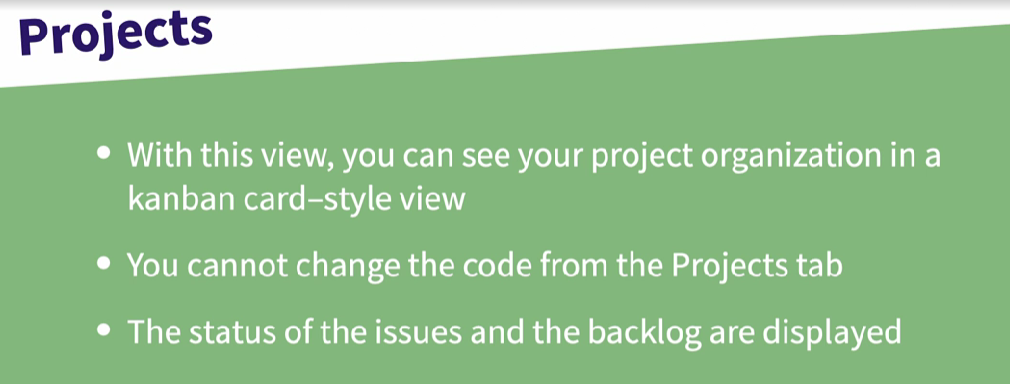 Projects
• With this view, you can see your project organization in a
kanban card–style view
• You cannot change the code from the Projects tab
• The status of the issues and the backlog are displayed